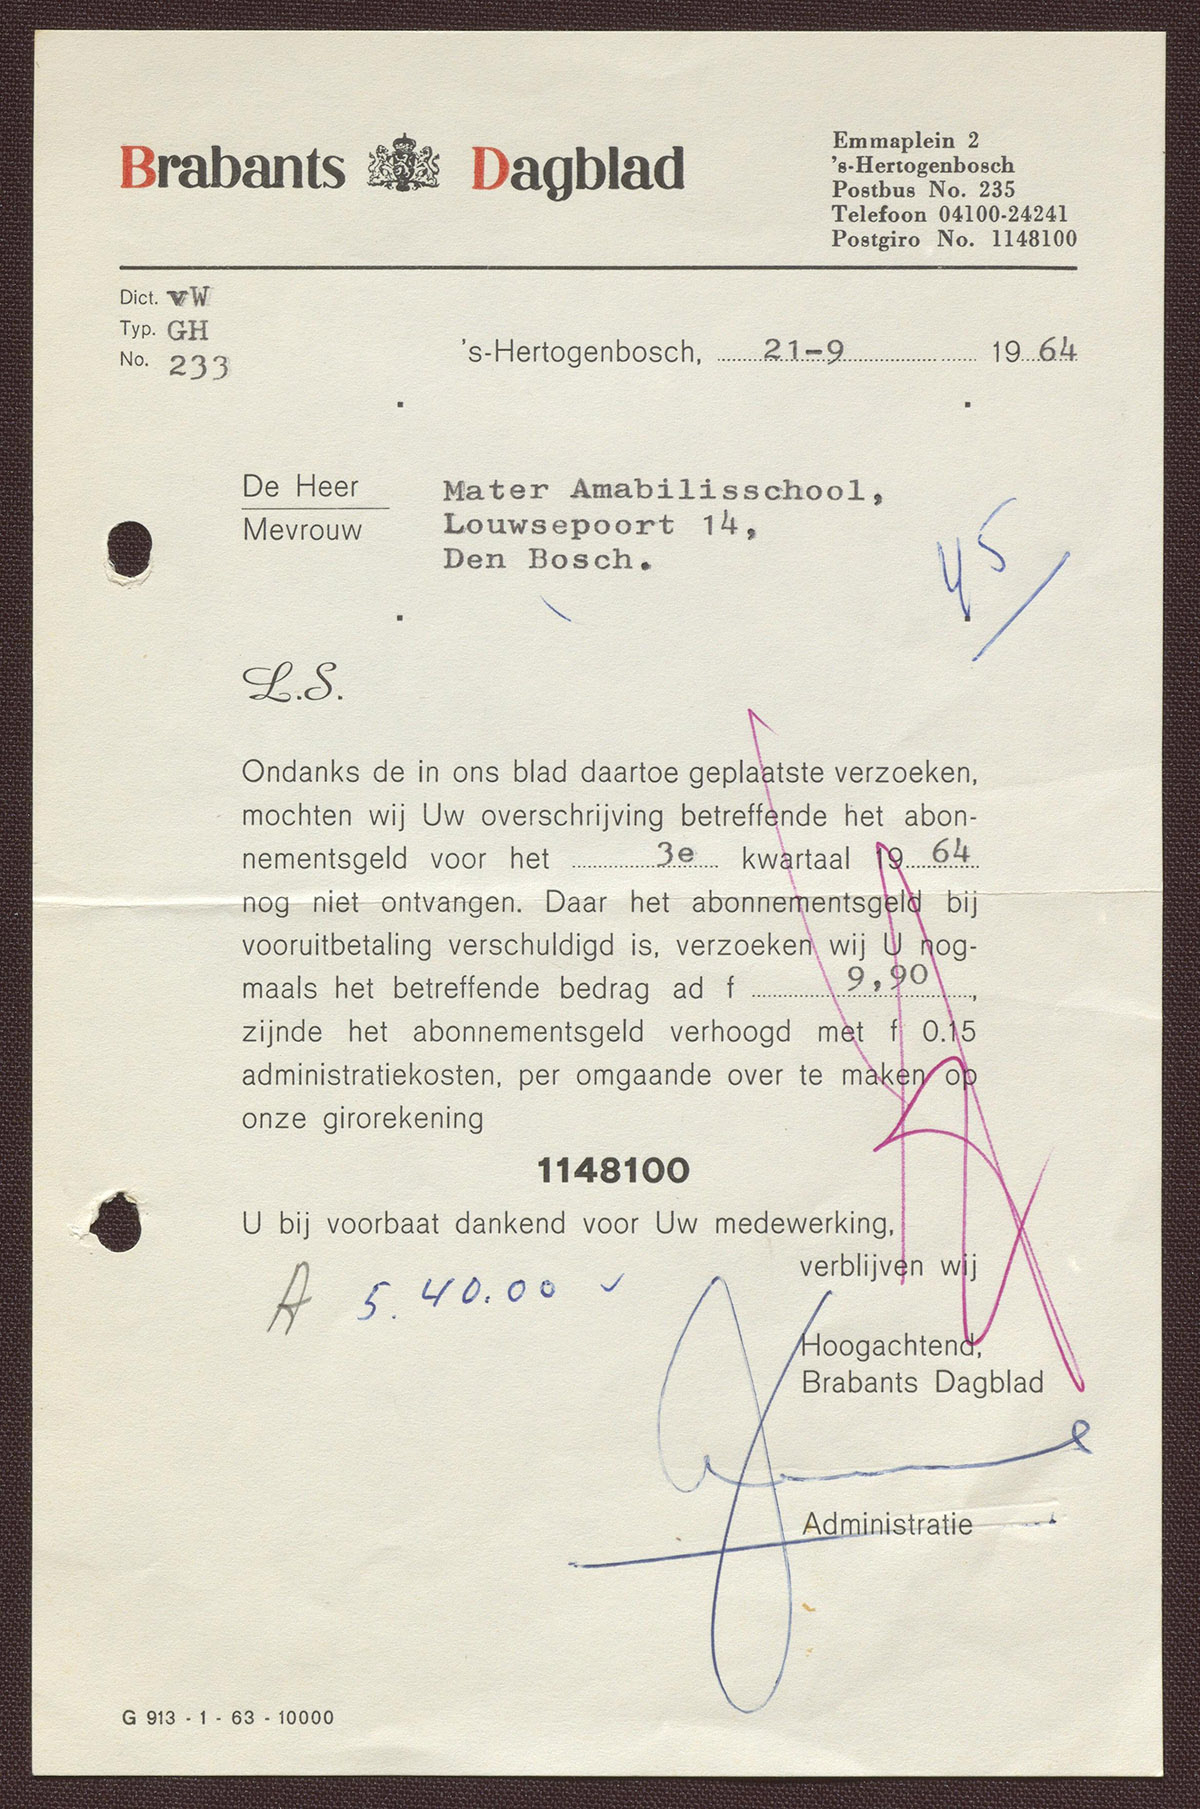 Brabants Dagblad
Emmaplein 2
's-Hertogenbosch
Postbus No. 235
Telefoon 04100-24241
Postgiro No. 1148100
Dict. vW
Typ. GH
No. 233
's-Hertogenbosch, 21-9 1964
De Heer
Mevrouw
Mater Amabilisschool,
Louwsepoort 14,
Den Bosch.
45
L.S.
Ondanks de in ons blad daartoe geplaatste verzoeken,
mochten wij Uw overschrijving betreffende het abon-
nementsgeld voor het 3e kwartaal 1964
nog niet ontvangen. Daar het abonnementsgeld bij
vooruitbetaling verschuldigd is, verzoeken wij U nog-
maals het betreffende bedrag ad f 9,90,
zijnde het abonnementsgeld verhoogd met f 0.15
administratiekosten, per omgaande over te maken op
onze girorekening
1148100
U bij voorbaat dankend voor Uw medewerking,
verblijven wij
A 5.40.00
Hoogachtend,
Brabants Dagblad
Administratie
G 913 - 1 - 63 - 10000